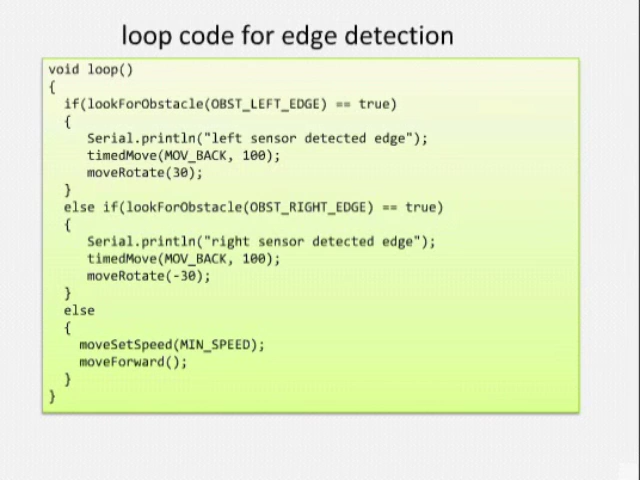 loop code for edge detection
void loop()
{
  if(lookForObstacle(OBST_LEFT_EDGE) == true)
  {
     Serial.println("left sensor detected edge");
     timedMove(MOV_BACK, 100);
     moveRotate(30);
  }
  else if(lookForObstacle(OBST_RIGHT_EDGE) == true)
  {
     Serial.println("right sensor detected edge");
     timedMove(MOV_BACK, 100);
     moveRotate(-30);
  }
  else
  {
    moveSetSpeed(MIN_SPEED);
    moveForward();
  }
}